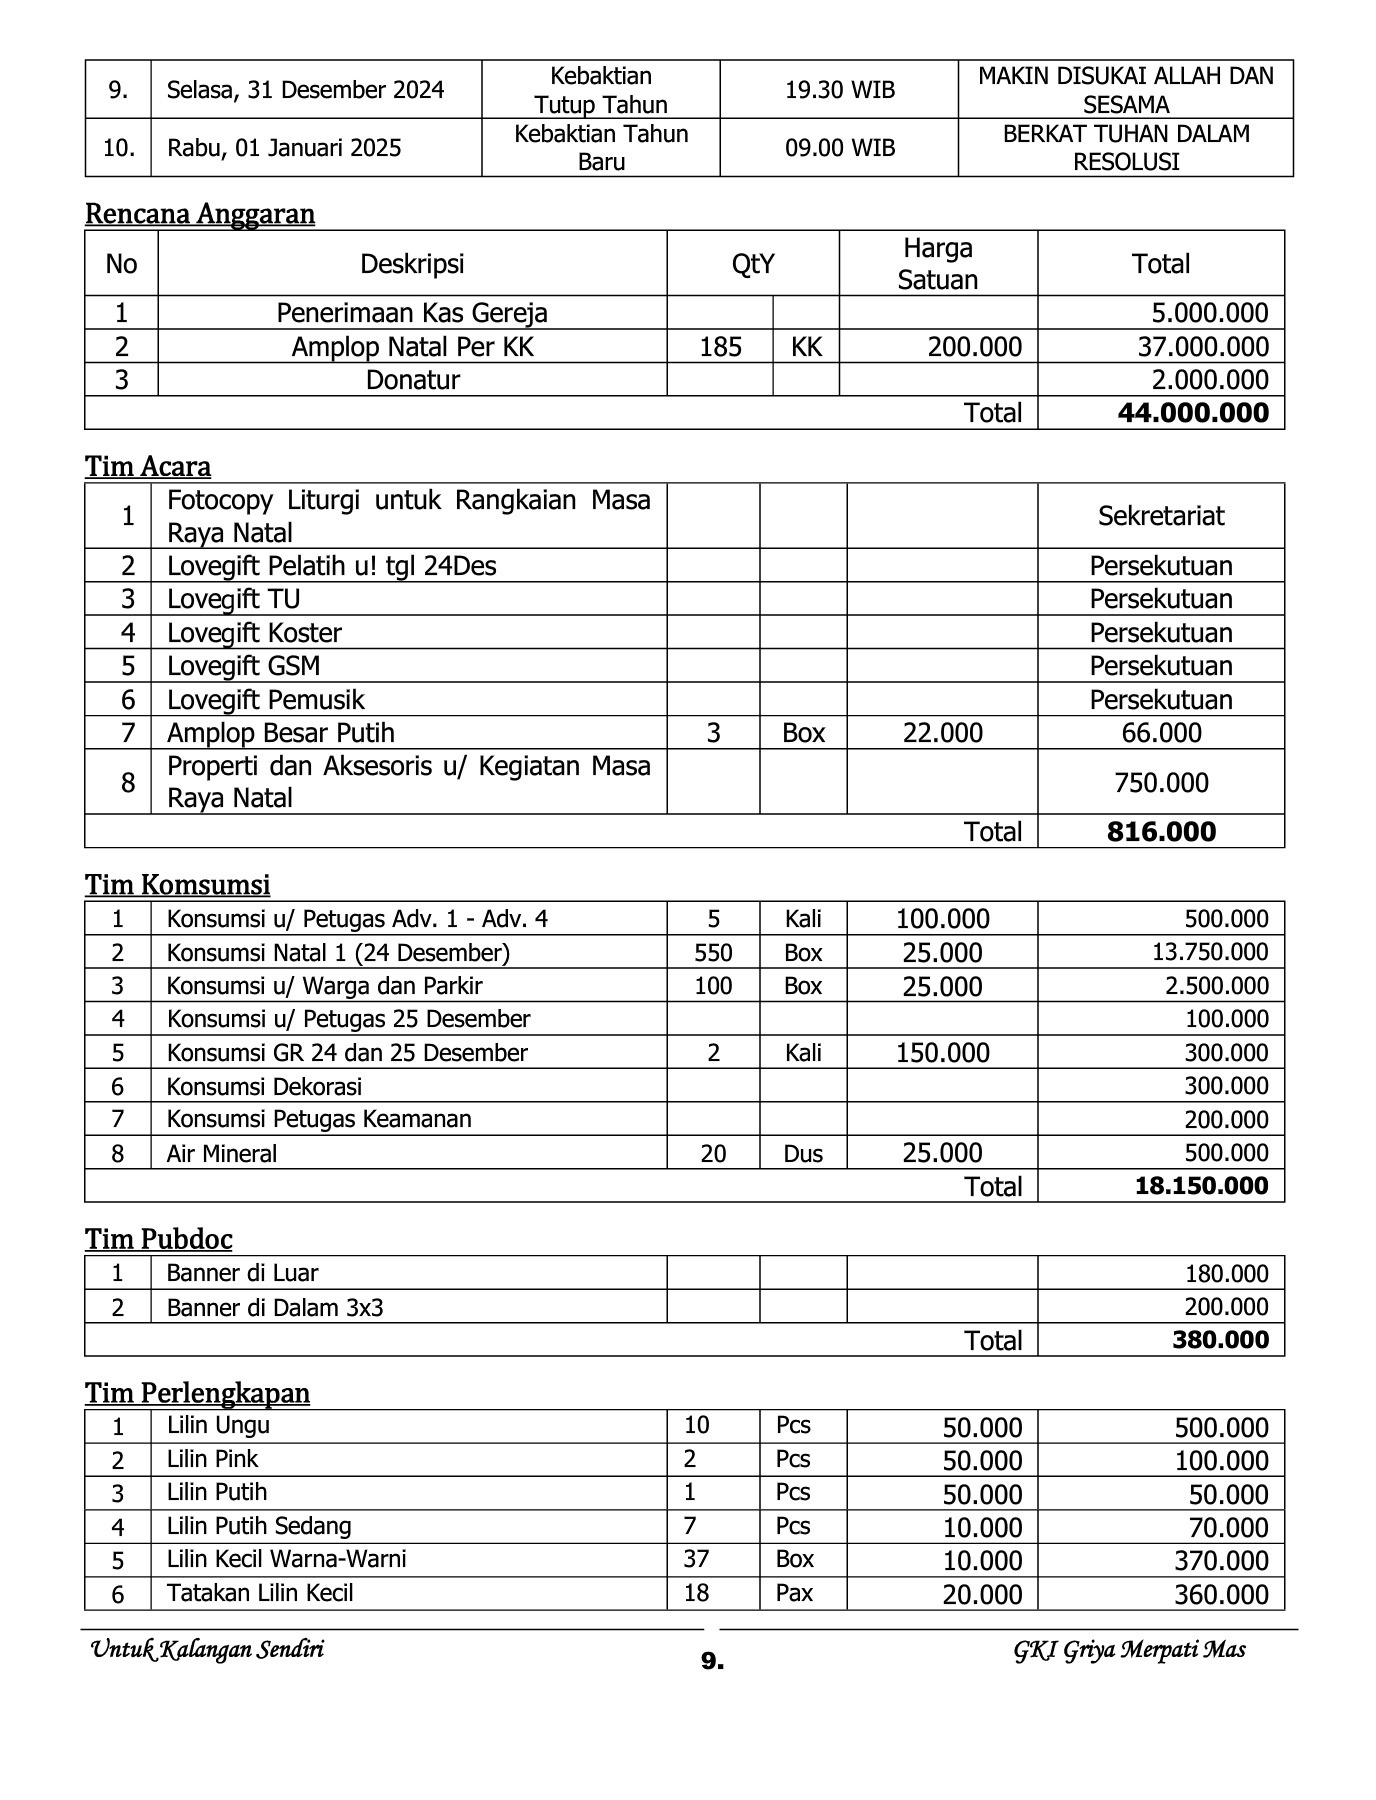 9. Selasa, 31 Desember 2024 Kebaktian Tutup Tahun 19.30 WIB MAKIN DISUKAI ALLAH DAN SESAMA
10. Rabu, 01 Januari 2025 Kebaktian Tahun Baru 09.00 WIB BERKAT TUHAN DALAM RESOLUSI
Rencana Anggaran
No Deskripsi QtY Harga Satuan Total
1 Penerimaan Kas Gereja 5.000.000
2 Amplop Natal Per KK 185 KK 200.000 37.000.000
3 Donatur 2.000.000
Total 44.000.000
Tim Acara
1 Fotocopy Liturgi untuk Rangkaian Masa Raya Natal Sekretariat
2 Lovegift Pelatih u! tgl 24Des Persekutuan
3 Lovegift TU Persekutuan
4 Lovegift Koster Persekutuan
5 Lovegift GSM Persekutuan
6 Lovegift Pemusik Persekutuan
7 Amplop Besar Putih 3 Box 22.000 66.000
8 Properti dan Aksesoris u/ Kegiatan Masa Raya Natal 750.000
Total 816.000
Tim Komsumsi
1 Konsumsi u/ Petugas Adv. 1 - Adv. 4 5 Kali 100.000 500.000
2 Konsumsi Natal 1 (24 Desember) 550 Box 25.000 13.750.000
3 Konsumsi u/ Warga dan Parkir 100 Box 25.000 2.500.000
4 Konsumsi u/ Petugas 25 Desember 100.000
5 Konsumsi GR 24 dan 25 Desember 2 Kali 150.000 300.000
6 Konsumsi Dekorasi 300.000
7 Konsumsi Petugas Keamanan 200.000
8 Air Mineral 20 Dus 25.000 500.000
Total 18.150.000
Tim Pubdoc
1 Banner di Luar 180.000
2 Banner di Dalam 3x3 200.000
Total 380.000
Tim Perlengkapan
1 Lilin Ungu 10 Pcs 50.000 500.000
2 Lilin Pink 2 Pcs 50.000 100.000
3 Lilin Putih 1 Pcs 50.000 50.000
4 Lilin Putih Sedang 7 Pcs 10.000 70.000
5 Lilin Kecil Warna-Warni 37 Box 10.000 370.000
6 Tatakan Lilin Kecil 18 Pax 20.000 360.000
Untuk Kalangan Sendiri 9. GKI Griya Merpati Mas